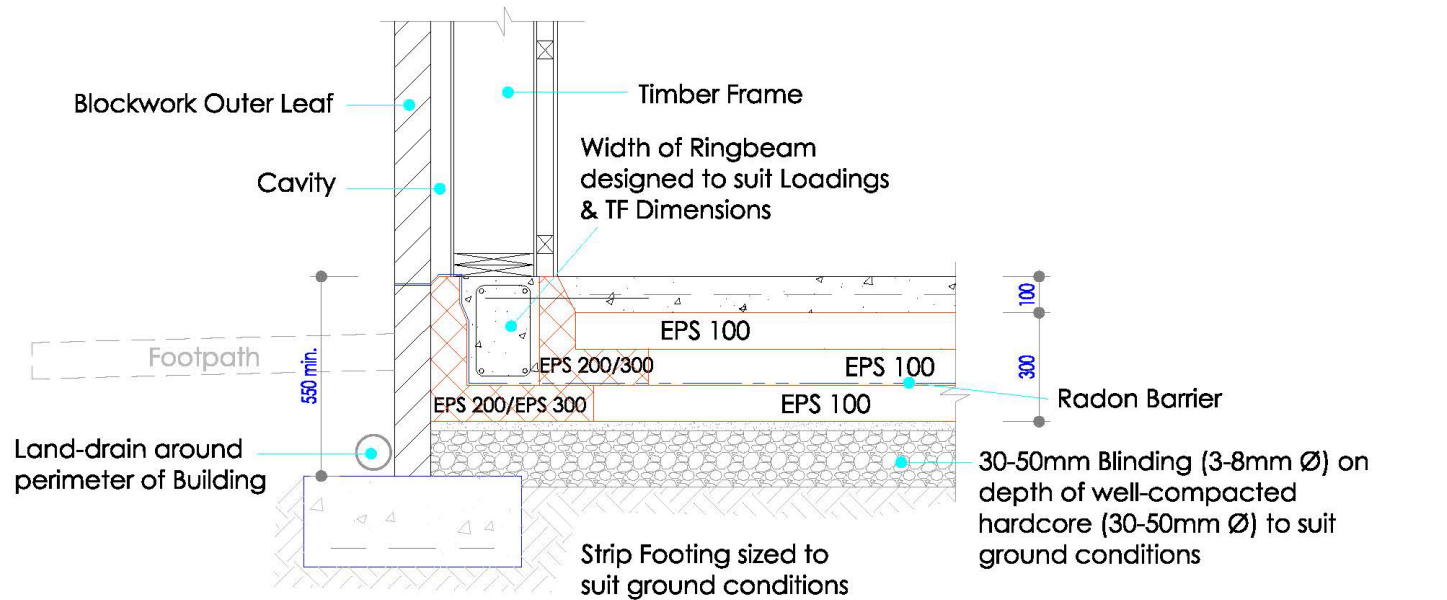 Blockwork Outer Leaf
Timber Frame
Width of Ringbeam
designed to suit Loadings
& TF Dimensions
Cavity
100
EPS 100
Footpath
550 min.
EPS 200/300
EPS 100
300
EPS 200/EPS 300
EPS 100
Radon Barrier
Land-drain around
perimeter of Building
30-50mm Blinding (3-8mm Ø) on
depth of well-compacted
hardcore (30-50mm Ø) to suit
ground conditions
Strip Footing sized to
suit ground conditions